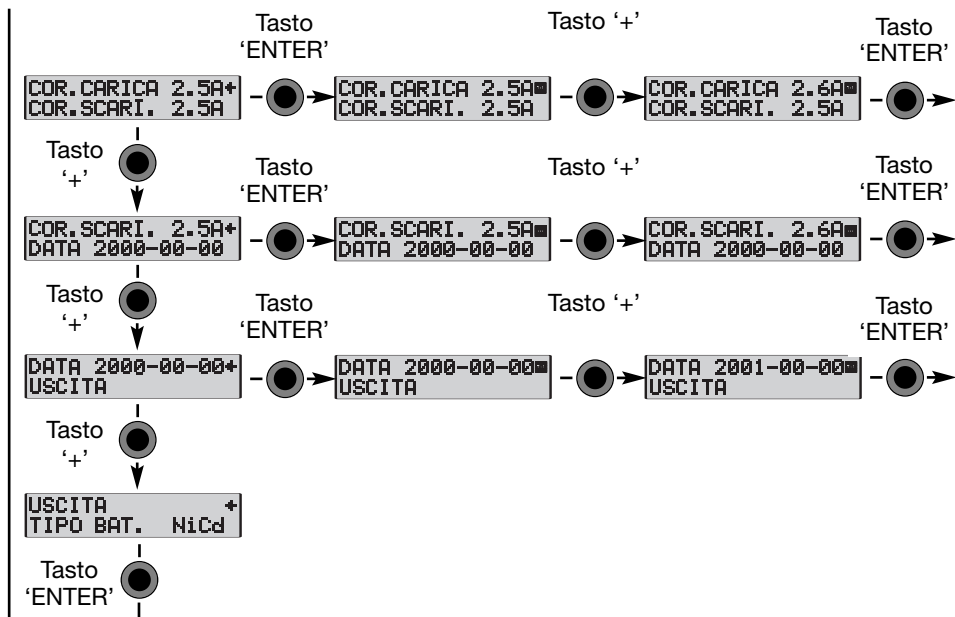 Tasto
‘ENTER’
Tasto ‘+’
Tasto
‘ENTER’
COR.CARICA 2.5A
COR.SCARI. 2.5A
COR.CARICA 2.5A
COR.SCARI. 2.5A
COR.CARICA 2.6A
COR.SCARI. 2.5A
Tasto
‘+’
Tasto
‘ENTER’
Tasto ‘+’
Tasto
‘ENTER’
COR.SCARI. 2.5A
DATA 2000-00-00
COR.SCARI. 2.5A
DATA 2000-00-00
COR.SCARI. 2.6A
DATA 2000-00-00
Tasto
‘+’
Tasto
‘ENTER’
Tasto ‘+’
Tasto
‘ENTER’
DATA 2000-00-00
USCITA
DATA 2000-00-00
USCITA
DATA 2001-00-00
USCITA
Tasto
‘+’
USCITA
TIPO BAT. NiCd
Tasto
‘ENTER’